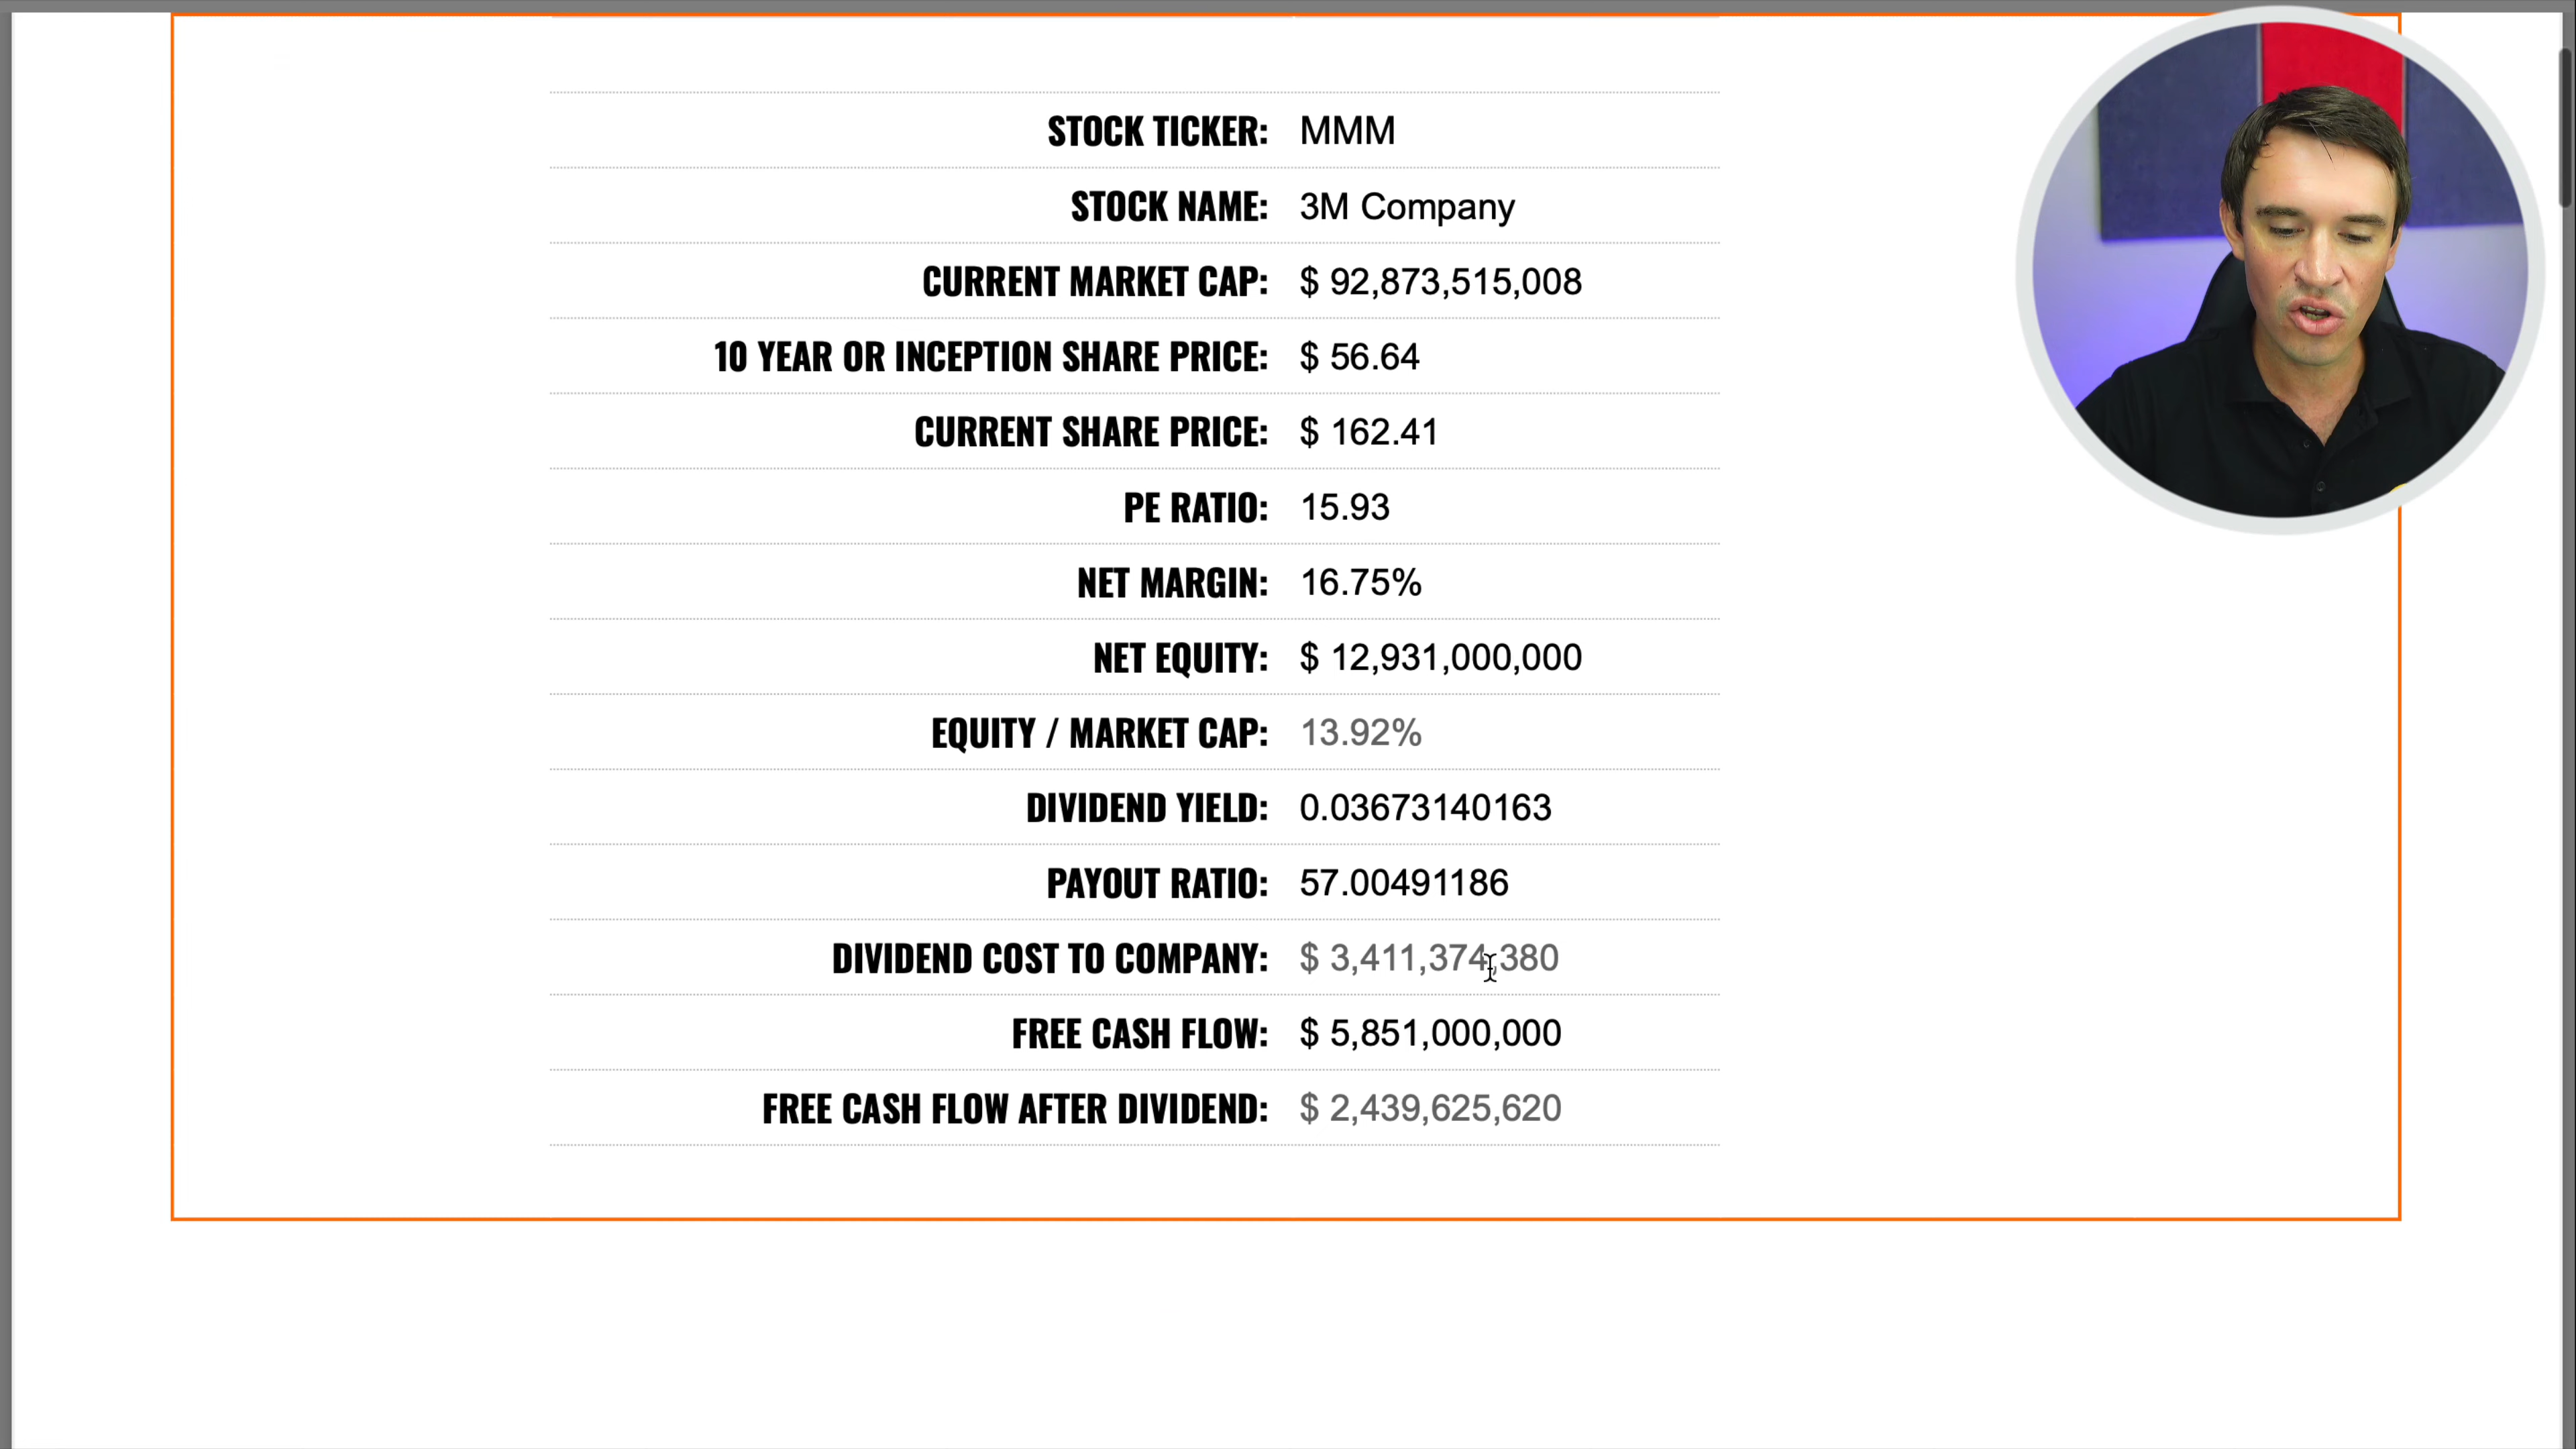 STOCK TICKER: MMM
STOCK NAME: 3M Company
CURRENT MARKET CAP: $ 92,873,515,008
10 YEAR OR INCEPTION SHARE PRICE: $ 56.64
CURRENT SHARE PRICE: $ 162.41
PE RATIO: 15.93
NET MARGIN: 16.75%
NET EQUITY: $ 12,931,000,000
EQUITY / MARKET CAP: 13.92%
DIVIDEND YIELD: 0.03673140163
PAYOUT RATIO: 57.00491186
DIVIDEND COST TO COMPANY: $ 3,411,374,380
FREE CASH FLOW: $ 5,851,000,000
FREE CASH FLOW AFTER DIVIDEND: $ 2,439,625,620